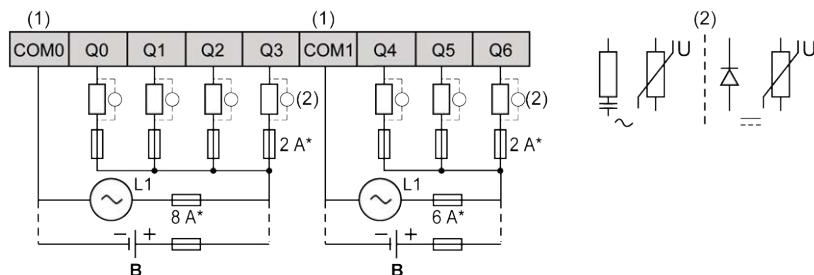 (1) (1) (2)
COM0 Q0 Q1 Q2 Q3 COM1 Q4 Q5 Q6
U U
(2) (2)
2 A* 2 A*
L1 L1
8 A* 6 A*
− + − +
B B